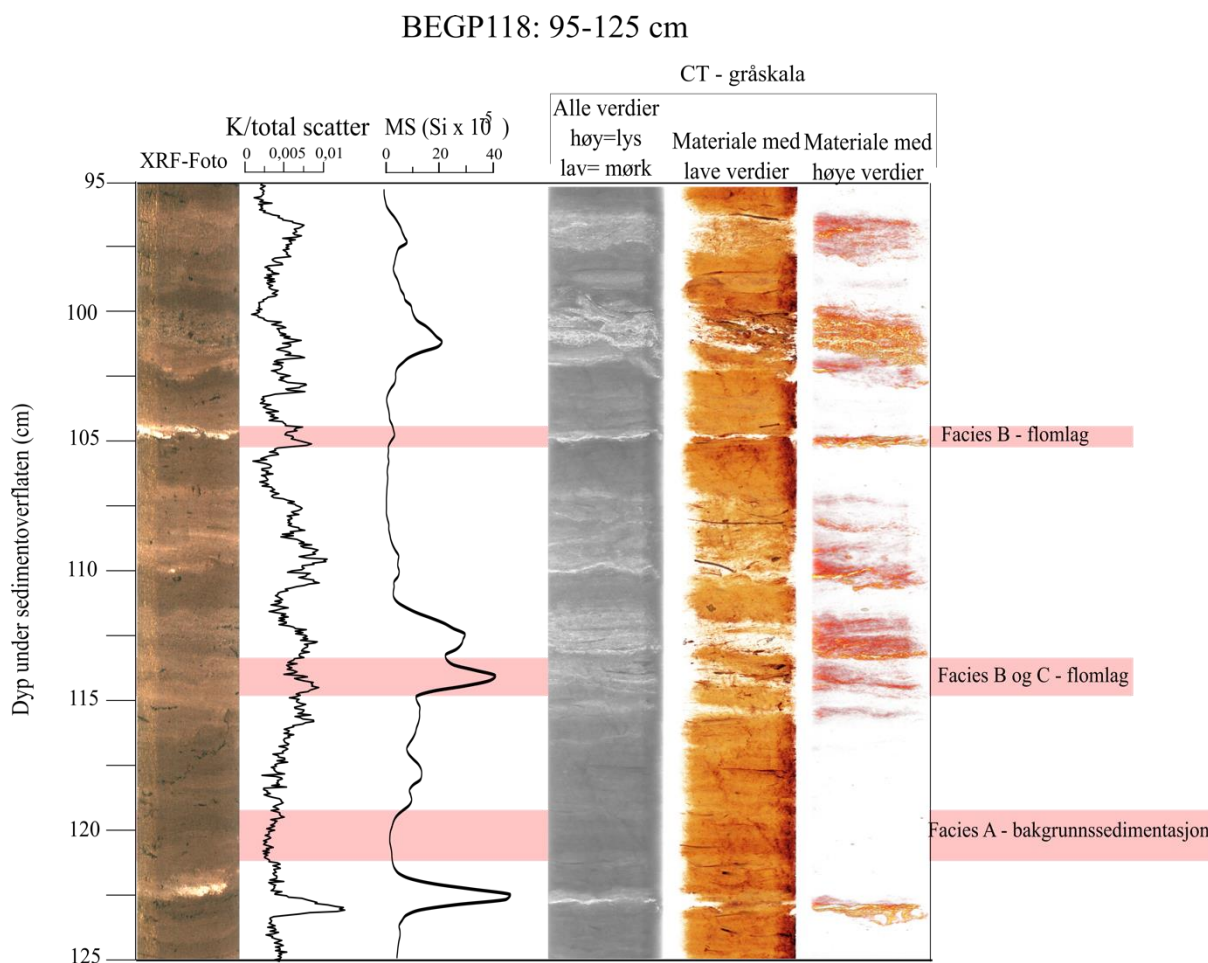 BEGP118: 95-125 cm
CT - gråskala
XRF-Foto
K/total scatter
0 0,005 0,01
MS (Si x 10⁵ )
0 20 40
Alle verdier
høy=lys
lav= mørk
Materiale med
lave verdier
Materiale med
høye verdier
Dyp under sedimentoverflaten (cm)
95
100
105
110
115
120
125
Facies B - flomlag
Facies B og C - flomlag
Facies A - bakgrunnssedimentasjon